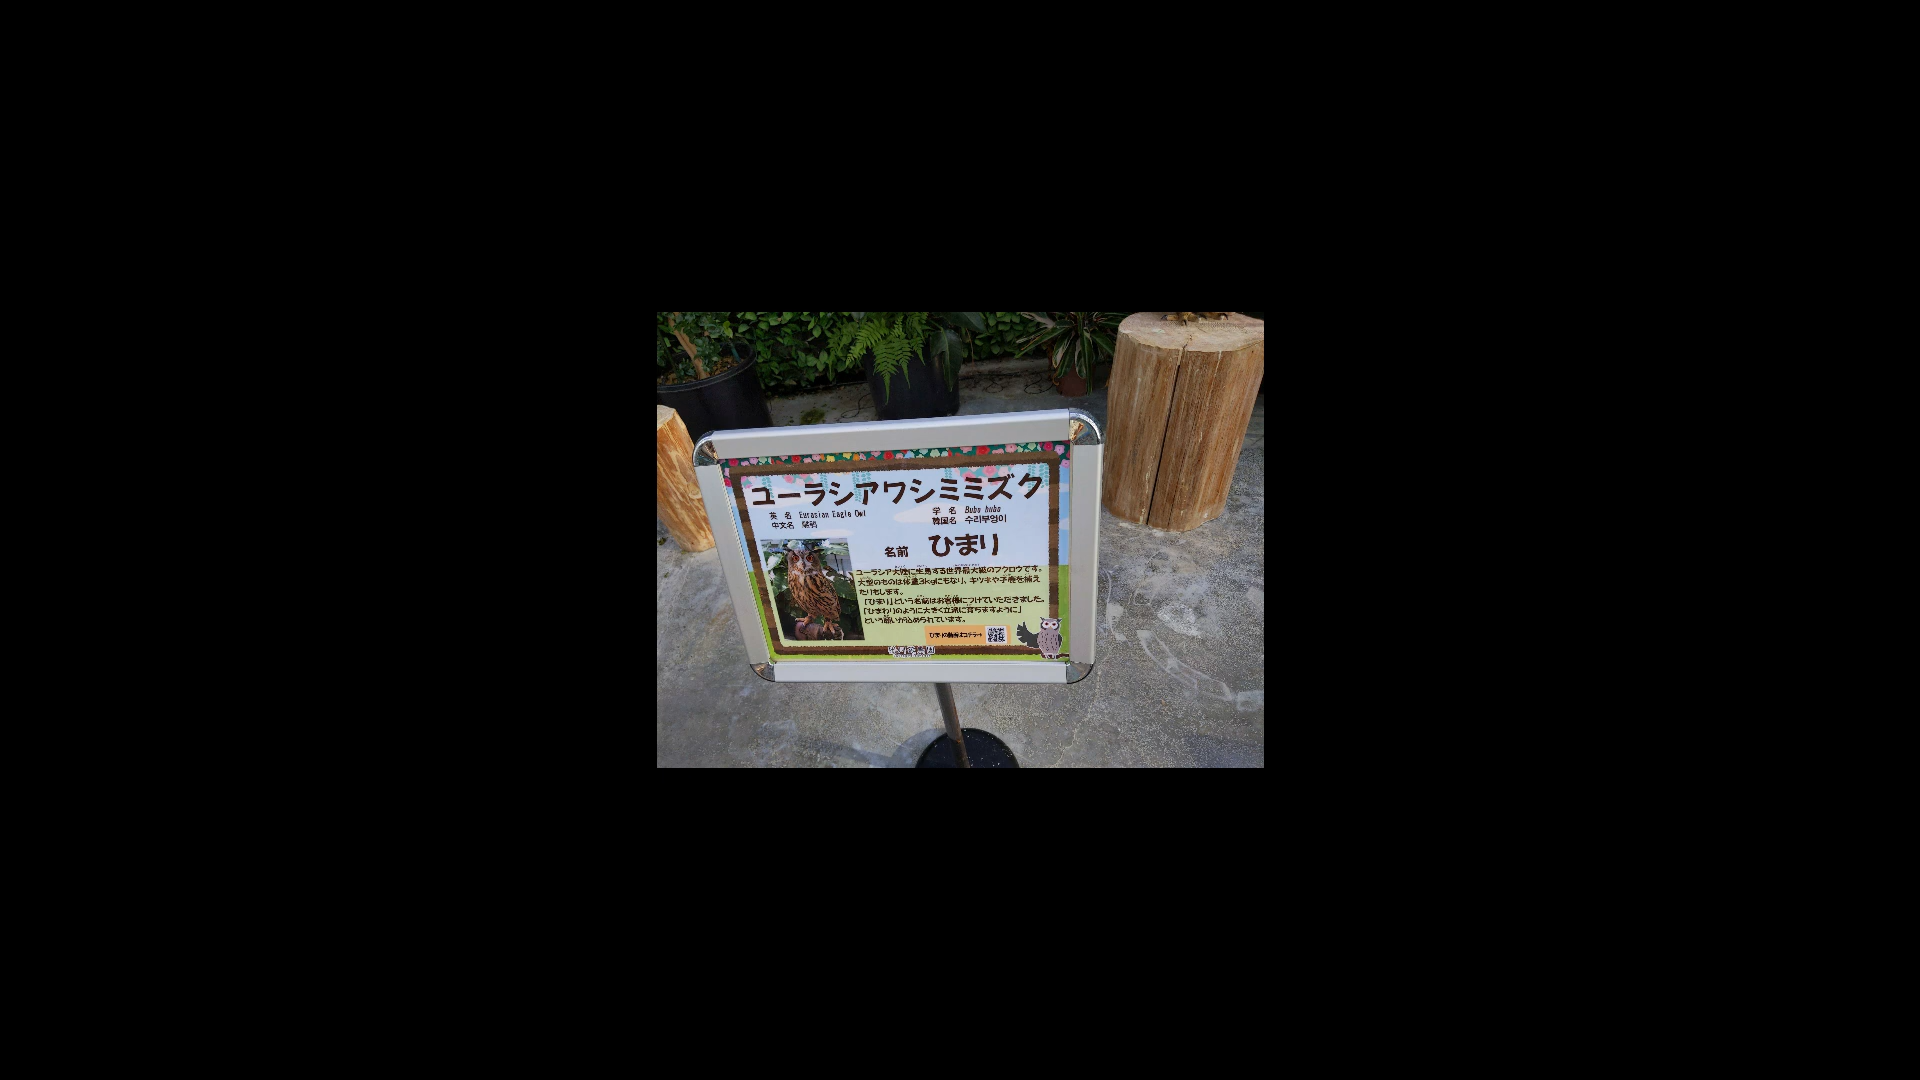 ユーラシアワシミミズク
英 名 Eurasian Eagle Owl
学 名 Bubo bubo
中文名
韓国名 수리부엉이
名前 ひまり
ユーラシア大陸に生息する世界最大級のフクロウです。
大型のものは体重3kgにもなり、キツネや子鹿を捕え
たりもします。
「ひまり」という名前はお客様につけていただきました。
「ひまわりのように大きく立派に育ちますように」
という願いが込められています。